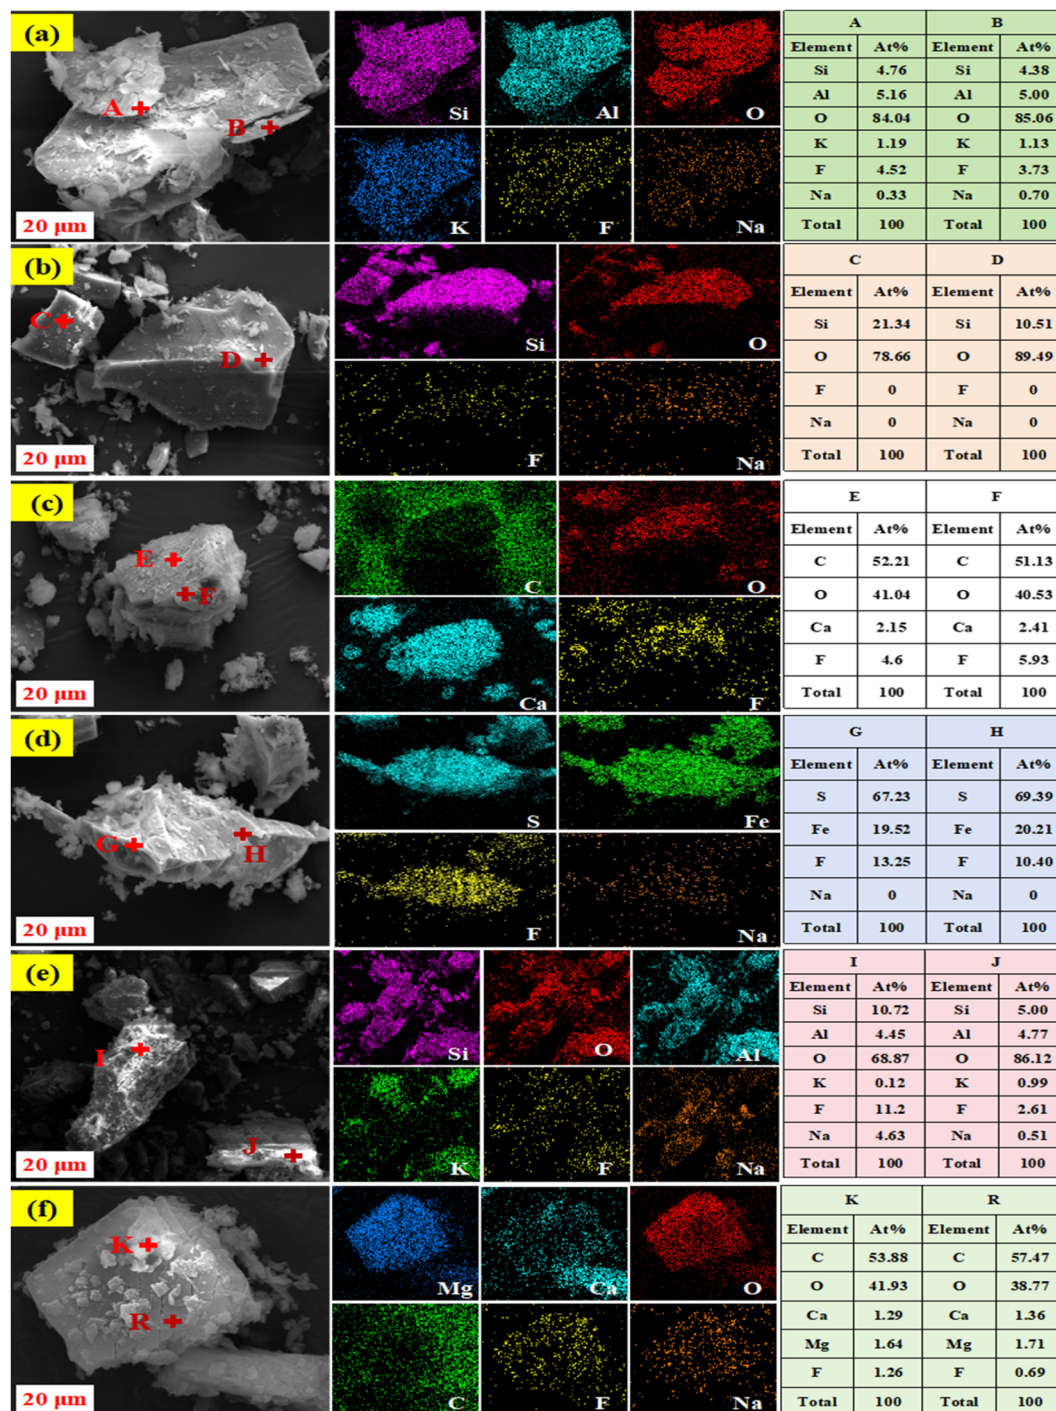 (a)
A
B
20 μm
Si
Al
O
K
F
Na
A B
Element At% Element At%
Si 4.76 Si 4.38
Al 5.16 Al 5.00
O 84.04 O 85.06
K 1.19 K 1.13
F 4.52 F 3.73
Na 0.33 Na 0.70
Total 100 Total 100
(b)
C
D
20 μm
Si
O
F
Na
C D
Element At% Element At%
Si 21.34 Si 10.51
O 78.66 O 89.49
F 0 F 0
Na 0 Na 0
Total 100 Total 100
(c)
E
F
20 μm
C
O
Ca
F
E F
Element At% Element At%
C 52.21 C 51.13
O 41.04 O 40.53
Ca 2.15 Ca 2.41
F 4.6 F 5.93
Total 100 Total 100
(d)
G
H
20 μm
S
Fe
F
Na
G H
Element At% Element At%
S 67.23 S 69.39
Fe 19.52 Fe 20.21
F 13.25 F 10.40
Na 0 Na 0
Total 100 Total 100
(e)
I
J
20 μm
Si
O
Al
K
F
Na
I J
Element At% Element At%
Si 10.72 Si 5.00
Al 4.45 Al 4.77
O 68.87 O 86.12
K 0.12 K 0.99
F 11.2 F 2.61
Na 4.63 Na 0.51
Total 100 Total 100
(f)
K
R
20 μm
Mg
Ca
O
C
F
Na
K R
Element At% Element At%
C 53.88 C 57.47
O 41.93 O 38.77
Ca 1.29 Ca 1.36
Mg 1.64 Mg 1.71
F 1.26 F 0.69
Total 100 Total 100